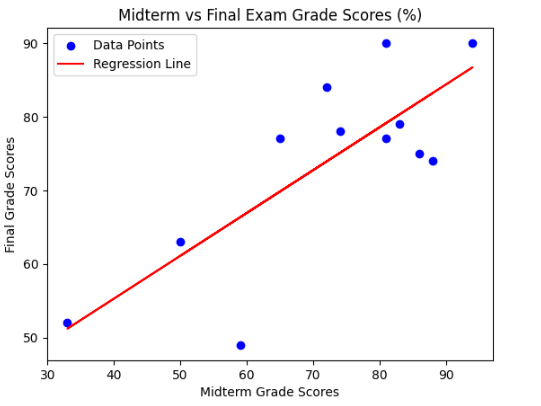 Midterm vs Final Exam Grade Scores (%)
Data Points
Regression Line
Final Grade Scores
90
80
70
60
50
30 40 50 60 70 80 90
Midterm Grade Scores